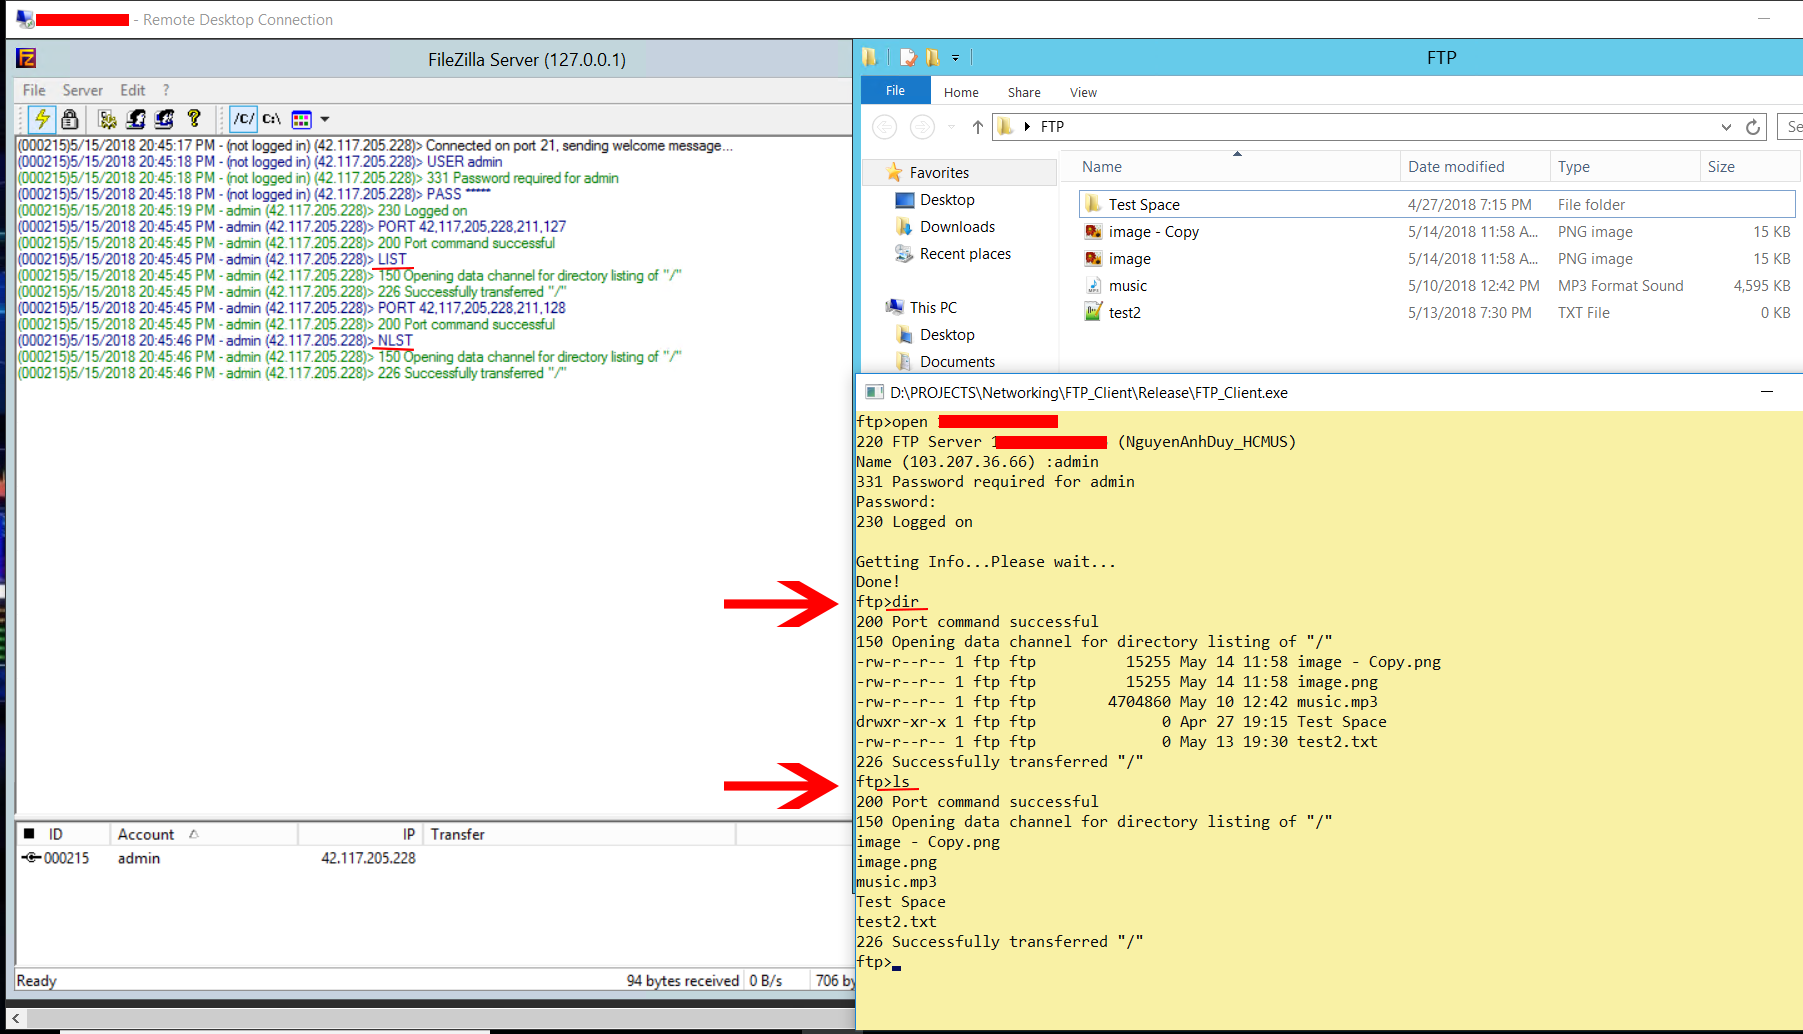 - Remote Desktop Connection
FileZilla Server (127.0.0.1)
File Server Edit ?
/C/ C:\
(000215)5/15/2018 20:45:17 PM - (not logged in) (42.117.205.228)> Connected on port 21, sending welcome message...
(000215)5/15/2018 20:45:18 PM - (not logged in) (42.117.205.228)> USER admin
(000215)5/15/2018 20:45:18 PM - (not logged in) (42.117.205.228)> 331 Password required for admin
(000215)5/15/2018 20:45:18 PM - (not logged in) (42.117.205.228)> PASS *****
(000215)5/15/2018 20:45:19 PM - admin (42.117.205.228)> 230 Logged on
(000215)5/15/2018 20:45:45 PM - admin (42.117.205.228)> PORT 42,117,205,228,211,127
(000215)5/15/2018 20:45:45 PM - admin (42.117.205.228)> 200 Port command successful
(000215)5/15/2018 20:45:45 PM - admin (42.117.205.228)> LIST
(000215)5/15/2018 20:45:45 PM - admin (42.117.205.228)> 150 Opening data channel for directory listing of "/"
(000215)5/15/2018 20:45:45 PM - admin (42.117.205.228)> 226 Successfully transferred "/"
(000215)5/15/2018 20:45:45 PM - admin (42.117.205.228)> PORT 42,117,205,228,211,128
(000215)5/15/2018 20:45:45 PM - admin (42.117.205.228)> 200 Port command successful
(000215)5/15/2018 20:45:46 PM - admin (42.117.205.228)> NLST
(000215)5/15/2018 20:45:46 PM - admin (42.117.205.228)> 150 Opening data channel for directory listing of "/"
(000215)5/15/2018 20:45:46 PM - admin (42.117.205.228)> 226 Successfully transferred "/"
ID Account IP Transfer
000215 admin 42.117.205.228
Ready 94 bytes received 0 B/s 706 by
FTP
File Home Share View
FTP Se
Favorites
Desktop
Downloads
Recent places
This PC
Desktop
Documents
Name Date modified Type Size
Test Space 4/27/2018 7:15 PM File folder
image - Copy 5/14/2018 11:58 A... PNG image 15 KB
image 5/14/2018 11:58 A... PNG image 15 KB
music 5/10/2018 12:42 PM MP3 Format Sound 4,595 KB
test2 5/13/2018 7:30 PM TXT File 0 KB
D:\PROJECTS\Networking\FTP_Client\Release\FTP_Client.exe
ftp>open
220 FTP Server (NguyenAnhDuy_HCMUS)
Name (103.207.36.66) :admin
331 Password required for admin
Password:
230 Logged on
Getting Info...Please wait...
Done!
ftp>dir
200 Port command successful
150 Opening data channel for directory listing of "/"
-rw-r--r-- 1 ftp ftp 15255 May 14 11:58 image - Copy.png
-rw-r--r-- 1 ftp ftp 15255 May 14 11:58 image.png
-rw-r--r-- 1 ftp ftp 4704860 May 10 12:42 music.mp3
drwxr-xr-x 1 ftp ftp 0 Apr 27 19:15 Test Space
-rw-r--r-- 1 ftp ftp 0 May 13 19:30 test2.txt
226 Successfully transferred "/"
ftp>ls
200 Port command successful
150 Opening data channel for directory listing of "/"
image - Copy.png
image.png
music.mp3
Test Space
test2.txt
226 Successfully transferred "/"
ftp>